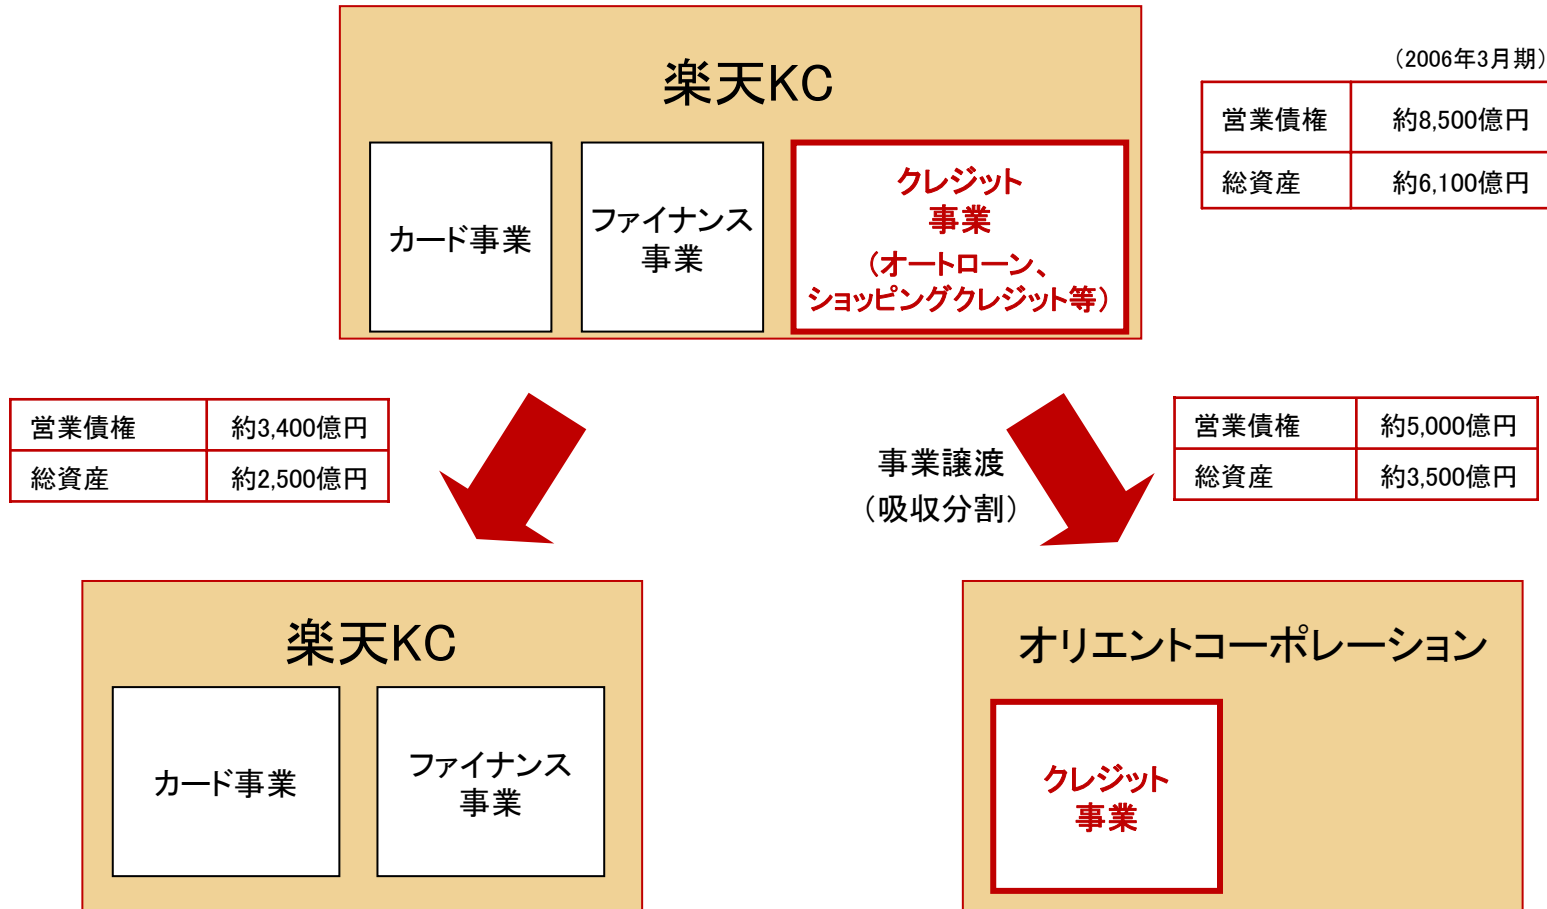 楽天KC
(2006年3月期)
営業債権 約8,500億円
総資産 約6,100億円
カード事業
ファイナンス
事業
クレジット
事業
(オートローン、
ショッピングクレジット等)
営業債権 約3,400億円
総資産 約2,500億円
事業譲渡
(吸収分割)
営業債権 約5,000億円
総資産 約3,500億円
楽天KC
カード事業
ファイナンス
事業
オリエントコーポレーション
クレジット
事業